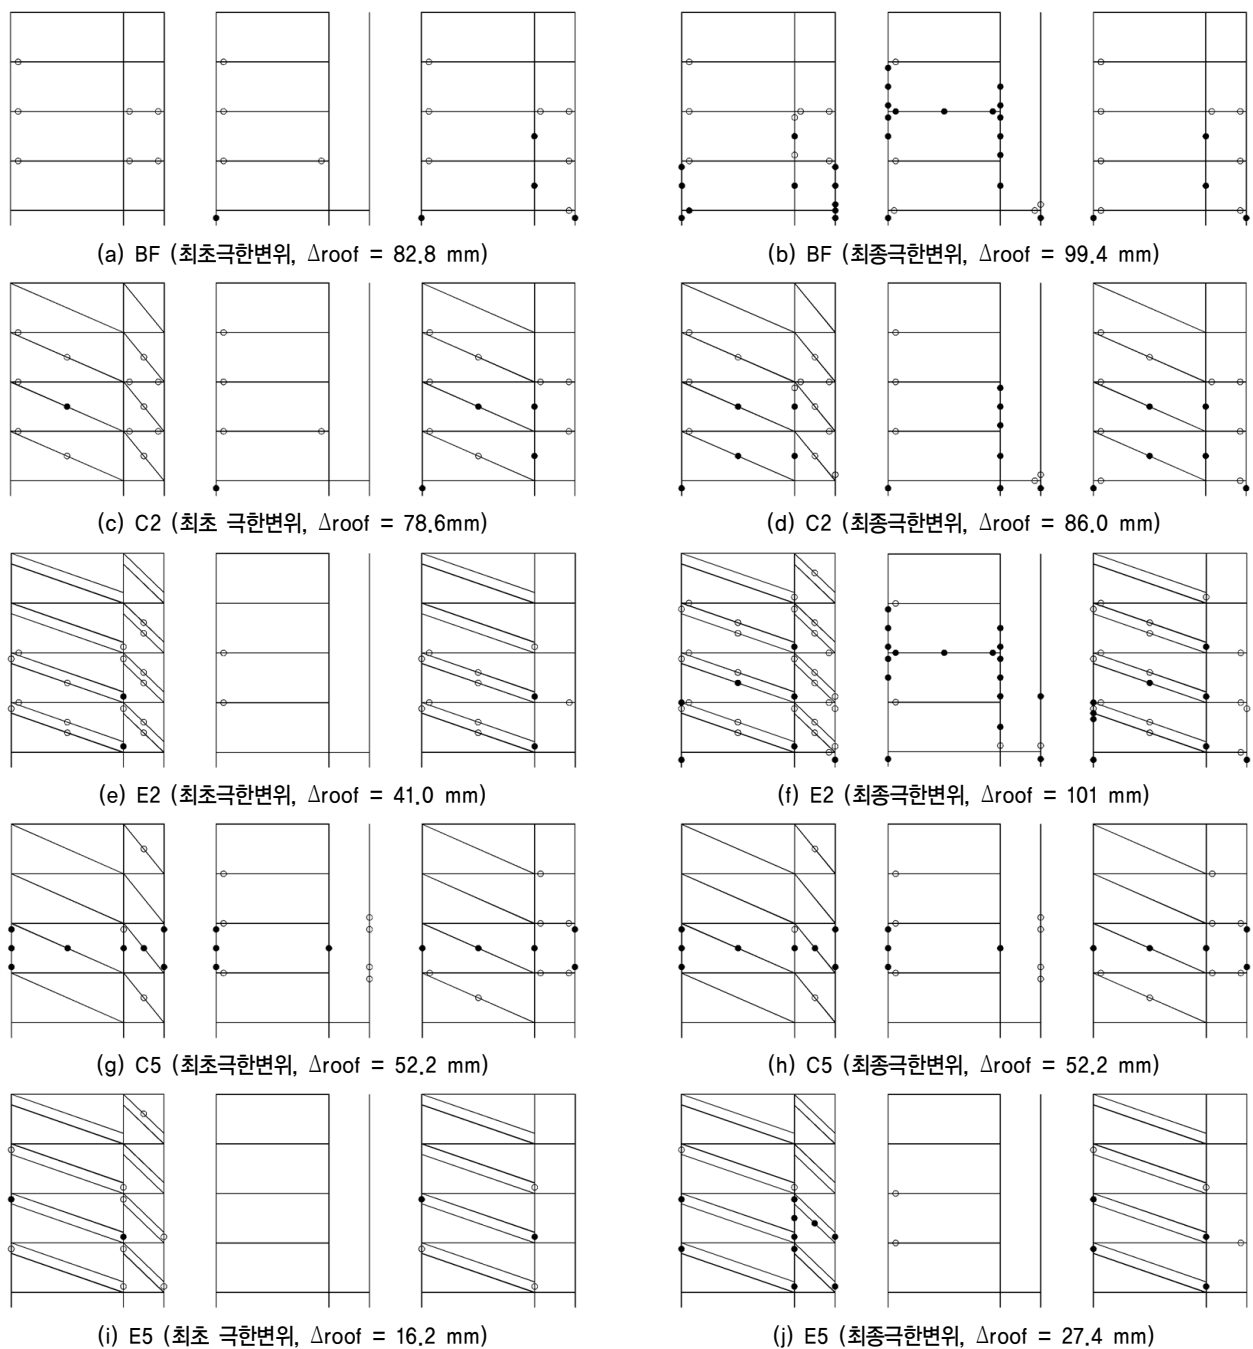 (a) BF (최초극한변위, Δroof = 82.8 mm)
(b) BF (최종극한변위, Δroof = 99.4 mm)
(c) C2 (최초 극한변위, Δroof = 78.6mm)
(d) C2 (최종극한변위, Δroof = 86.0 mm)
(e) E2 (최초극한변위, Δroof = 41.0 mm)
(f) E2 (최종극한변위, Δroof = 101 mm)
(g) C5 (최초극한변위, Δroof = 52.2 mm)
(h) C5 (최종극한변위, Δroof = 52.2 mm)
(i) E5 (최초 극한변위, Δroof = 16.2 mm)
(j) E5 (최종극한변위, Δroof = 27.4 mm)